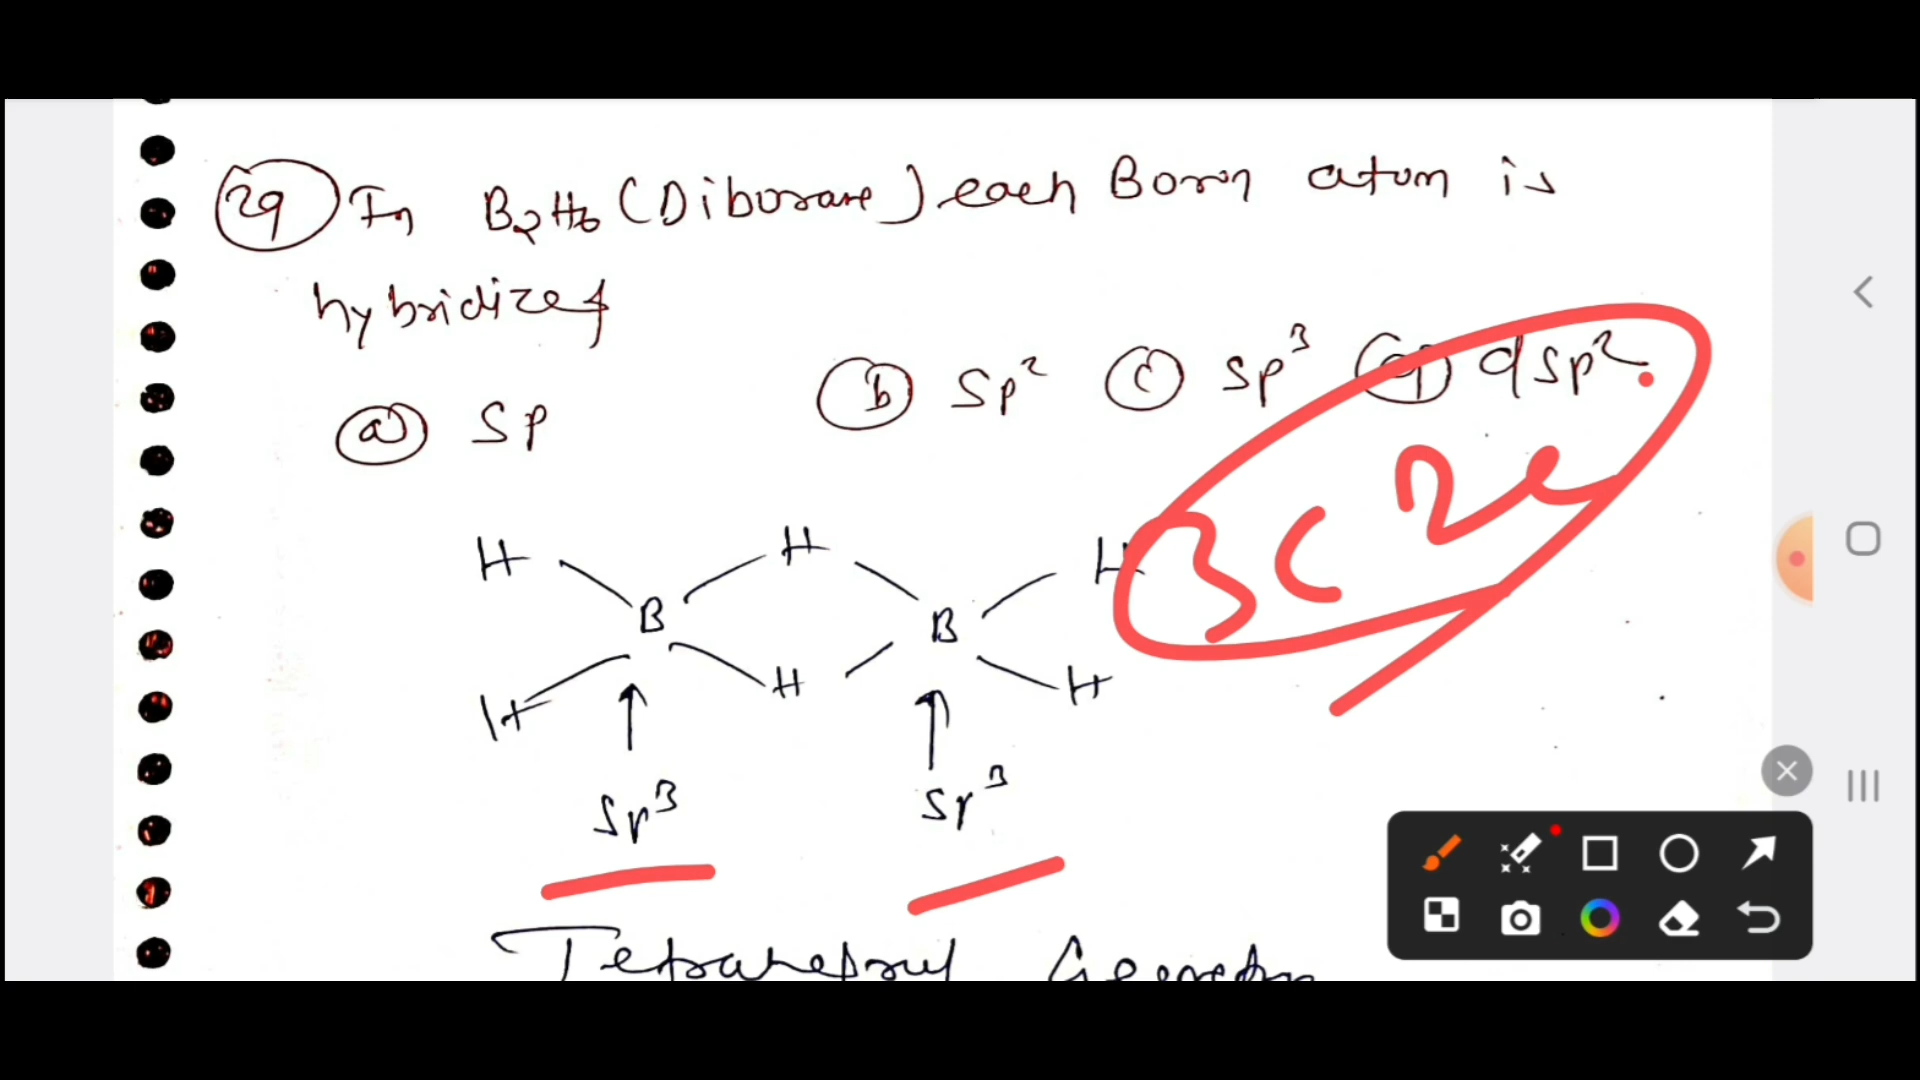 29 In B2H6 (Diborane) each Boron atom is
hybridized
a) Sp b) Sp² c) Sp³ d) dSp²
3c 2e
H H H
B B
H H H
Sp³ Sp³
Tetrahedral Geometry